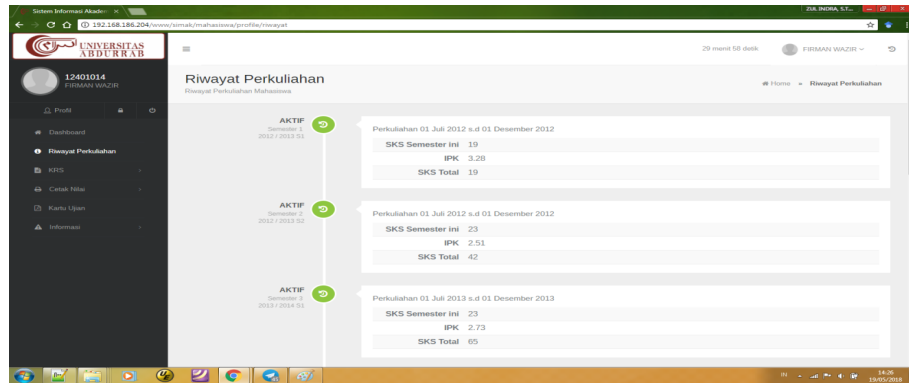 Sistem Informasi Akader
ZUL INDRA, S.T...
192.168.186.204/www/simak/mahasiswa/profile/riwayat
UNIVERSITAS
ABDURRAB
29 menit 58 detik
FIRMAN WAZIR
12401014
FIRMAN WAZIR
Riwayat Perkuliahan
Riwayat Perkuliahan Mahasiswa
Home
Riwayat Perkuliahan
Profil
Dashboard
Riwayat Perkuliahan
KRS
Cetak Nilai
Kartu Ujian
Informasi
AKTIF
Semester 1
2012 / 2013 S1
Perkuliahan 01 Juli 2012 s.d 01 Desember 2012
SKS Semester ini 19
IPK 3.28
SKS Total 19
AKTIF
Semester 2
2012 / 2013 S2
Perkuliahan 01 Juli 2012 s.d 01 Desember 2012
SKS Semester ini 23
IPK 2.51
SKS Total 42
AKTIF
Semester 3
2013 / 2014 S1
Perkuliahan 01 Juli 2013 s.d 01 Desember 2013
SKS Semester ini 23
IPK 2.73
SKS Total 65
IN
14:26
19/05/2018